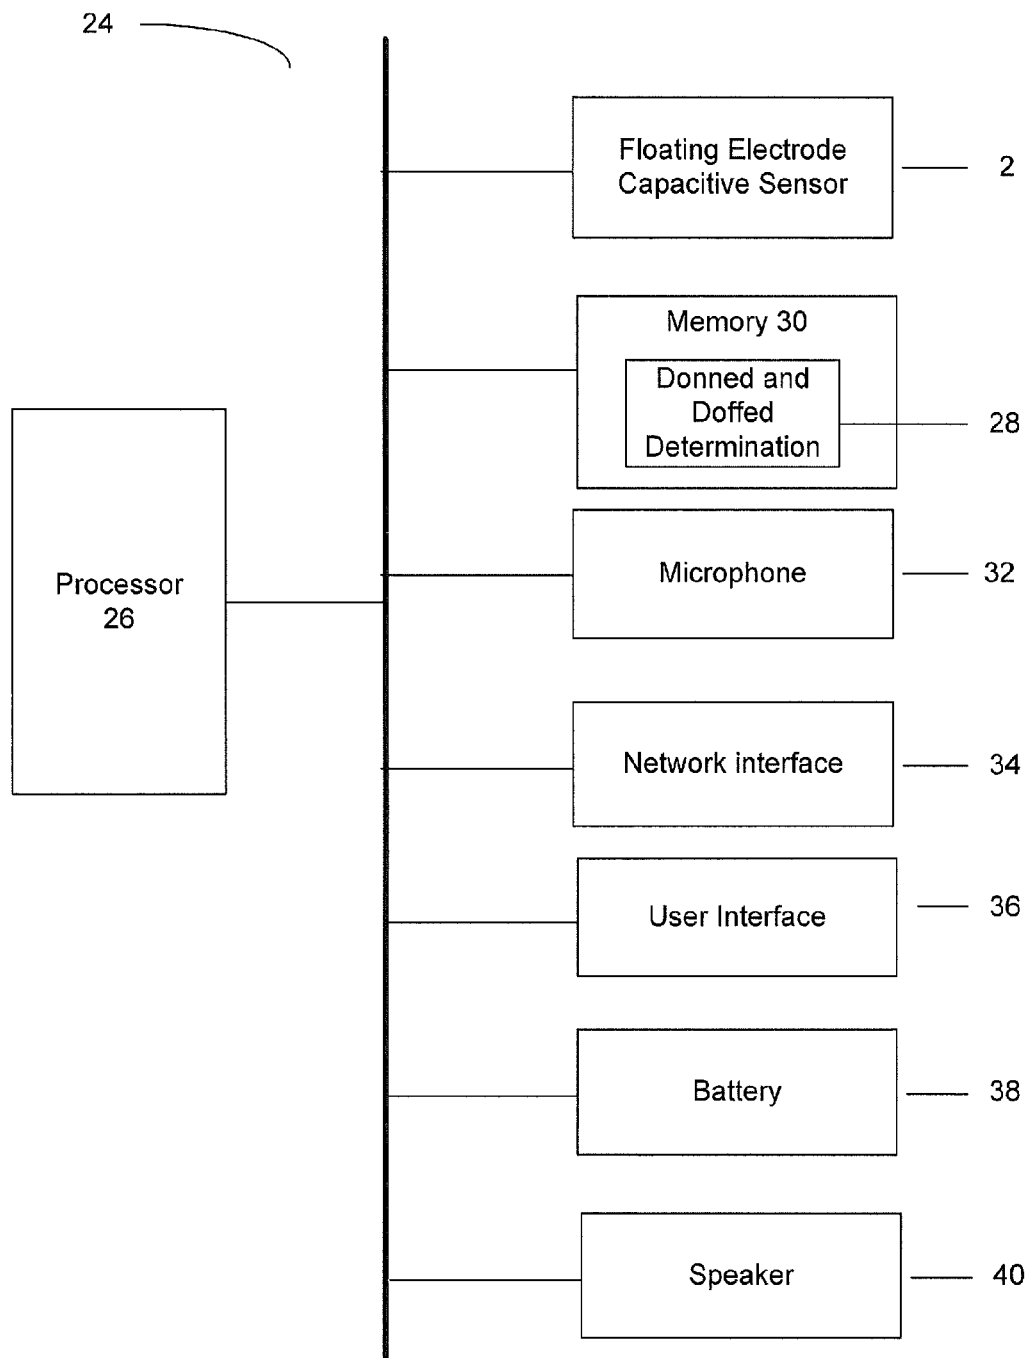 24
Floating Electrode
Capacitive Sensor
2
Memory 30
Donned and
Doffed
Determination
28
Processor
26
Microphone
32
Network interface
34
User Interface
36
Battery
38
Speaker
40